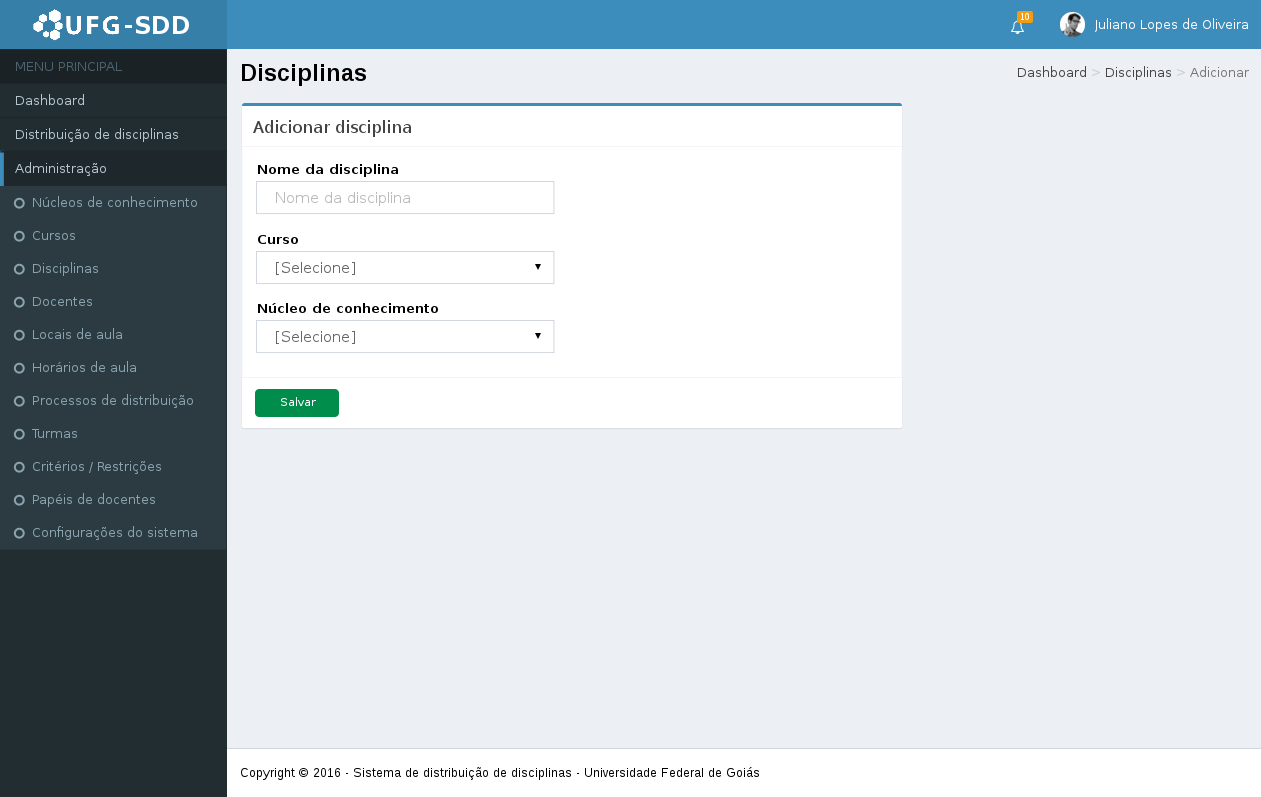 UFG-SDD
10
Juliano Lopes de Oliveira
MENU PRINCIPAL
Dashboard
Distribuição de disciplinas
Administração
Núcleos de conhecimento
Cursos
Disciplinas
Docentes
Locais de aula
Horários de aula
Processos de distribuição
Turmas
Critérios / Restrições
Papéis de docentes
Configurações do sistema
Disciplinas
Dashboard > Disciplinas > Adicionar
Adicionar disciplina
Nome da disciplina
Nome da disciplina
Curso
[Selecione]
Núcleo de conhecimento
[Selecione]
Salvar
Copyright © 2016 - Sistema de distribuição de disciplinas - Universidade Federal de Goiás